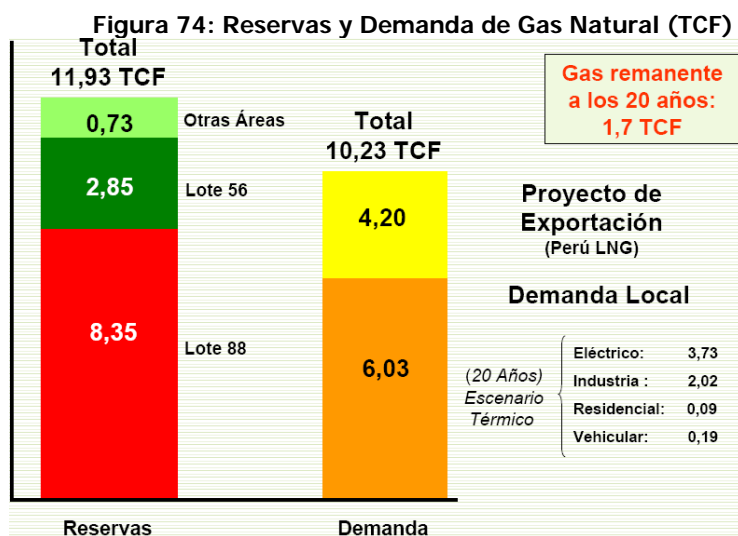 Figura 74: Reservas y Demanda de Gas Natural (TCF)
Total
11,93 TCF
0,73
Otras Áreas
2,85
Lote 56
8,35
Lote 88
Reservas
Total
10,23 TCF
4,20
6,03
Demanda
Gas remanente
a los 20 años:
1,7 TCF
Proyecto de
Exportación
(Perú LNG)
Demanda Local
(20 Años)
Escenario
Térmico
Eléctrico: 3,73
Industria : 2,02
Residencial: 0,09
Vehicular: 0,19